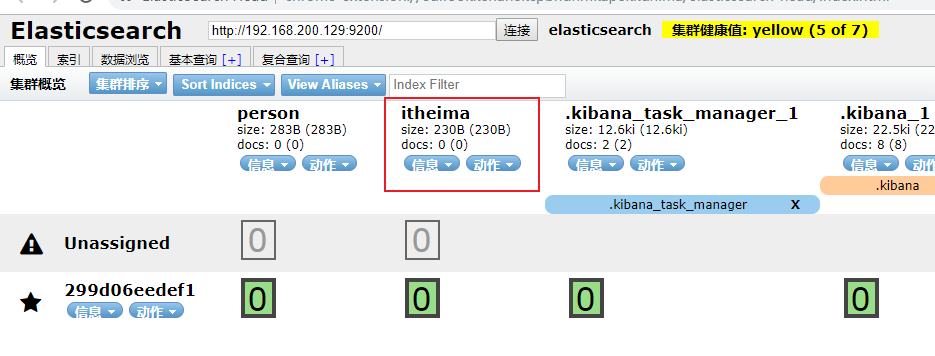 Elasticsearch http://192.168.200.129:9200/ 连接 elasticsearch 集群健康值: yellow (5 of 7)
概览 索引 数据浏览 基本查询 [+] 复合查询 [+]
集群概览 集群排序 Sort Indices View Aliases Index Filter
person itheima .kibana_task_manager_1 .kibana_1
size: 283B (283B) size: 230B (230B) size: 12.6ki (12.6ki) size: 22.5ki (22
docs: 0 (0) docs: 0 (0) docs: 2 (2) docs: 8 (8)
信息 动作 信息 动作 信息 动作 信息
.kibana
.kibana_task_manager X
Unassigned 0 0
299d06eedef1 0 0 0 0
信息 动作